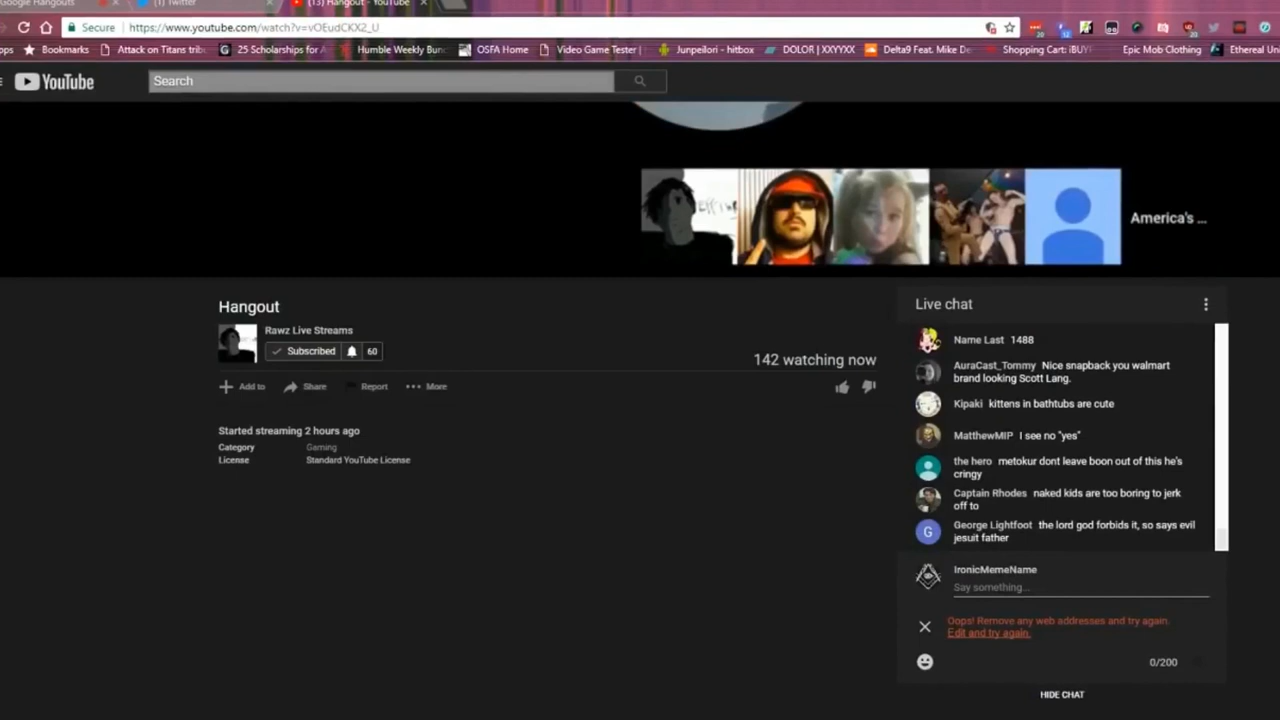 Google Hangouts
(1) Twitter
(13) Hangout - YouTube
Secure https://www.youtube.com/watch?v=vOEudCKX2_U
Bookmarks Attack on Titans trib 25 Scholarships for A Humble Weekly Bun OSFA Home Video Game Tester | Junpeilori - hitbox DOLOR | XXYYXX Delta9 Feat. Mike De Shopping Cart: iBUY Epic Mob Clothing Ethereal Un
YouTube
Search
America's ...
Hangout
Rawz Live Streams
Subscribed 60
142 watching now
Add to Share Report More
Started streaming 2 hours ago
Category Gaming
License Standard YouTube License
Live chat
Name Last 1488
AuraCast_Tommy Nice snapback you walmart
brand looking Scott Lang.
Kipaki kittens in bathtubs are cute
MatthewMIP I see no "yes"
the hero metokur dont leave boon out of this he's
cringy
Captain Rhodes naked kids are too boring to jerk
off to
G
George Lightfoot the lord god forbids it, so says evil
jesuit father
IronicMemeName
Say something...
Oops! Remove any web addresses and try again.
Edit and try again.
0/200
HIDE CHAT